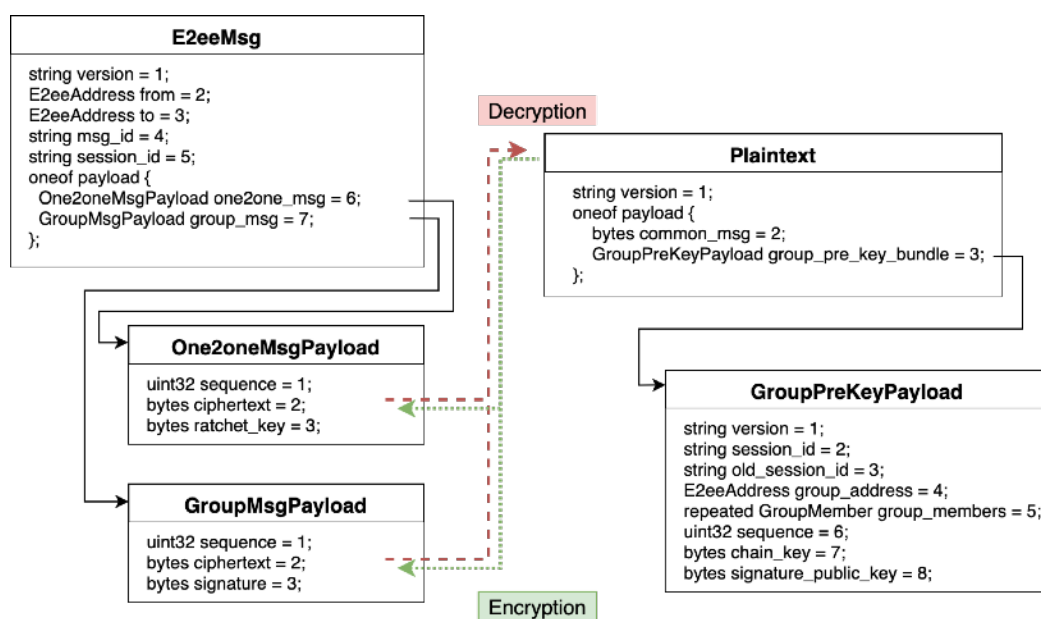 E2eeMsg
string version = 1;
E2eeAddress from = 2;
E2eeAddress to = 3;
string msg_id = 4;
string session_id = 5;
oneof payload {
One2oneMsgPayload one2one_msg = 6;
GroupMsgPayload group_msg = 7;
};
Decryption
Plaintext
string version = 1;
oneof payload {
bytes common_msg = 2;
GroupPreKeyPayload group_pre_key_bundle = 3;
};
One2oneMsgPayload
uint32 sequence = 1;
bytes ciphertext = 2;
bytes ratchet_key = 3;
GroupPreKeyPayload
string version = 1;
string session_id = 2;
string old_session_id = 3;
E2eeAddress group_address = 4;
repeated GroupMember group_members = 5;
uint32 sequence = 6;
bytes chain_key = 7;
bytes signature_public_key = 8;
GroupMsgPayload
uint32 sequence = 1;
bytes ciphertext = 2;
bytes signature = 3;
Encryption